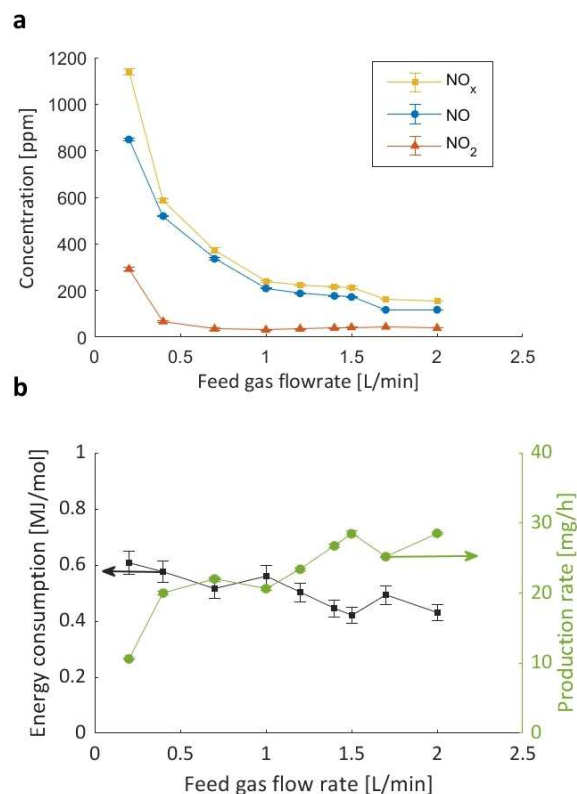 a
1200
1000
800
600
400
200
0
Concentration [ppm]
NOx
NO
NO2
0 0.5 1 1.5 2 2.5
Feed gas flowrate [L/min]
b
1
0.8
0.6
0.4
0.2
0
Energy consumption [MJ/mol]
40
30
20
10
0
Production rate [mg/h]
0 0.5 1 1.5 2 2.5
Feed gas flow rate [L/min]